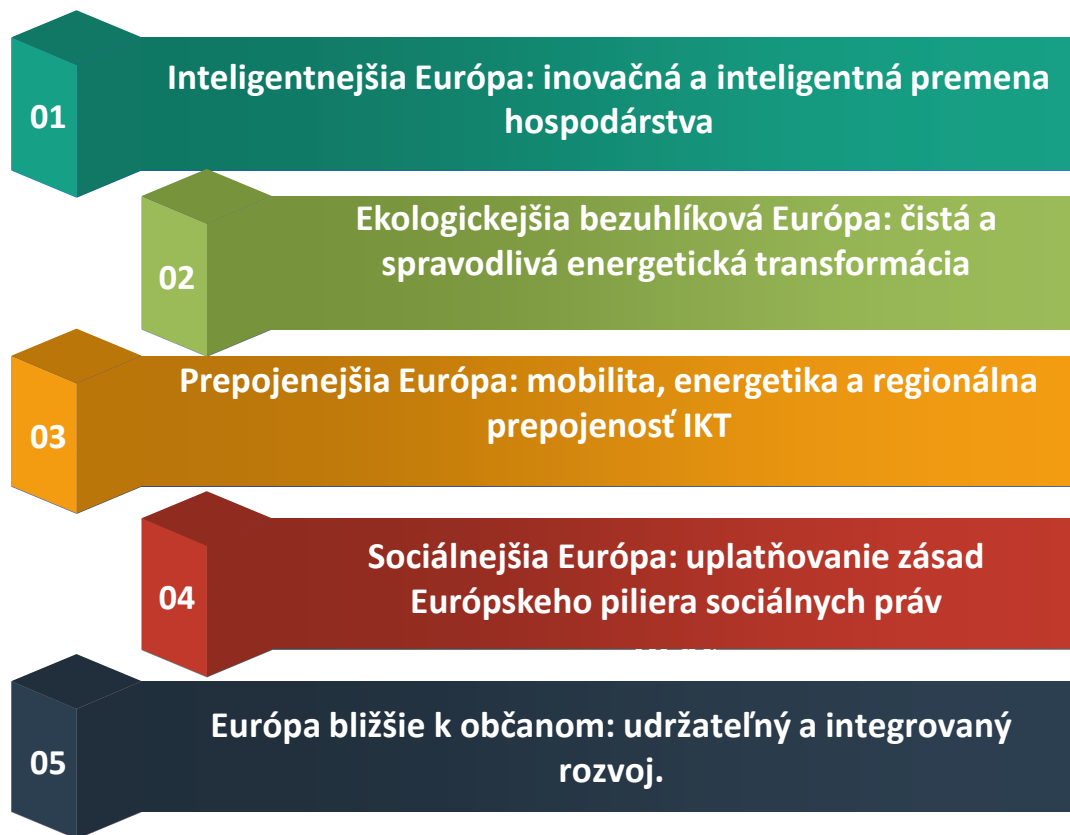 01
Inteligentnejšia Európa: inovačná a inteligentná premena
hospodárstva
02
Ekologickejšia bezuhlíková Európa: čistá a
spravodlivá energetická transformácia
03
Prepojenejšia Európa: mobilita, energetika a regionálna
prepojenosť IKT
04
Sociálnejšia Európa: uplatňovanie zásad
Európskeho piliera sociálnych práv
05
Európa bližšie k občanom: udržateľný a integrovaný
rozvoj.